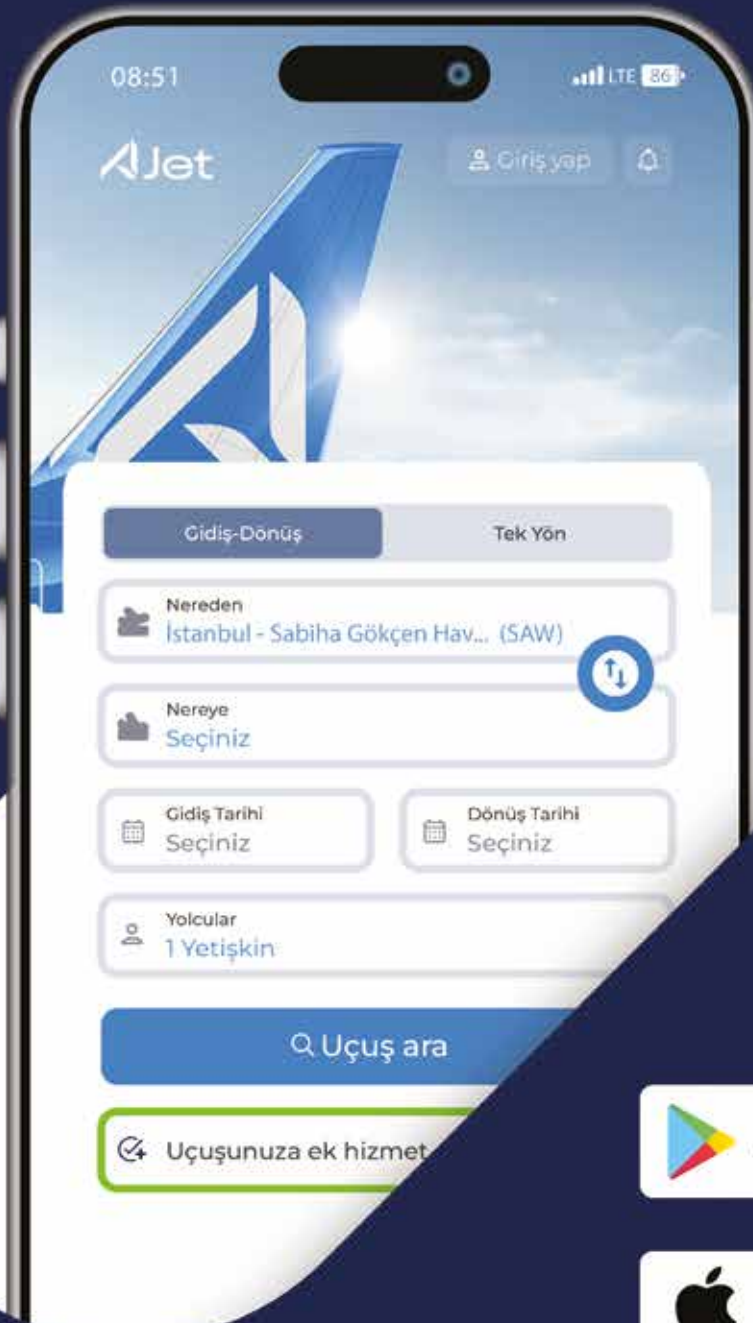 08:51
LTE 86
AJet
Giriş yap
Gidiş-Dönüş
Tek Yön
Nereden
İstanbul - Sabiha Gökçen Hav... (SAW)
Nereye
Seçiniz
Gidiş Tarihi
Seçiniz
Dönüş Tarihi
Seçiniz
Yolcular
1 Yetişkin
Uçuş ara
Uçuşunuza ek hizmet